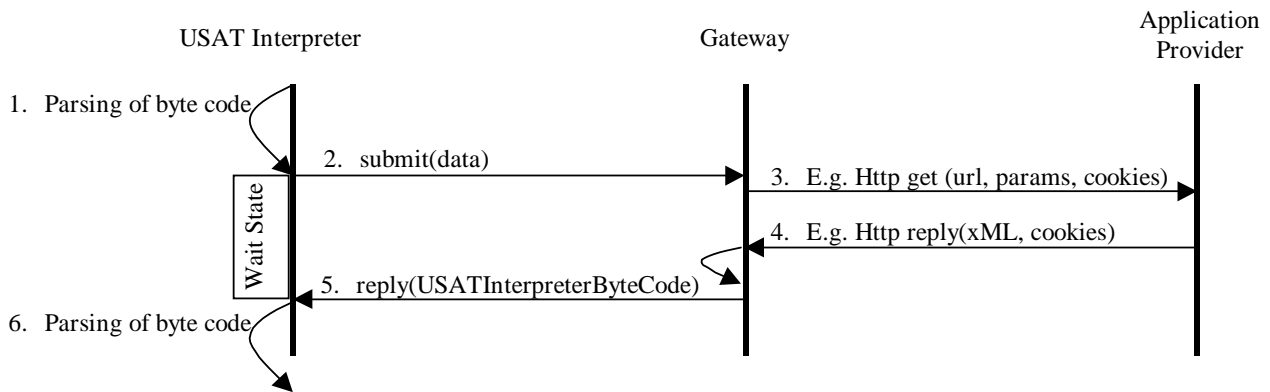 USAT Interpreter
Gateway
Application
Provider
1. Parsing of byte code
2. submit(data)
3. E.g. Http get (url, params, cookies)
Wait State
4. E.g. Http reply(xML, cookies)
5. reply(USATInterpreterByteCode)
6. Parsing of byte code